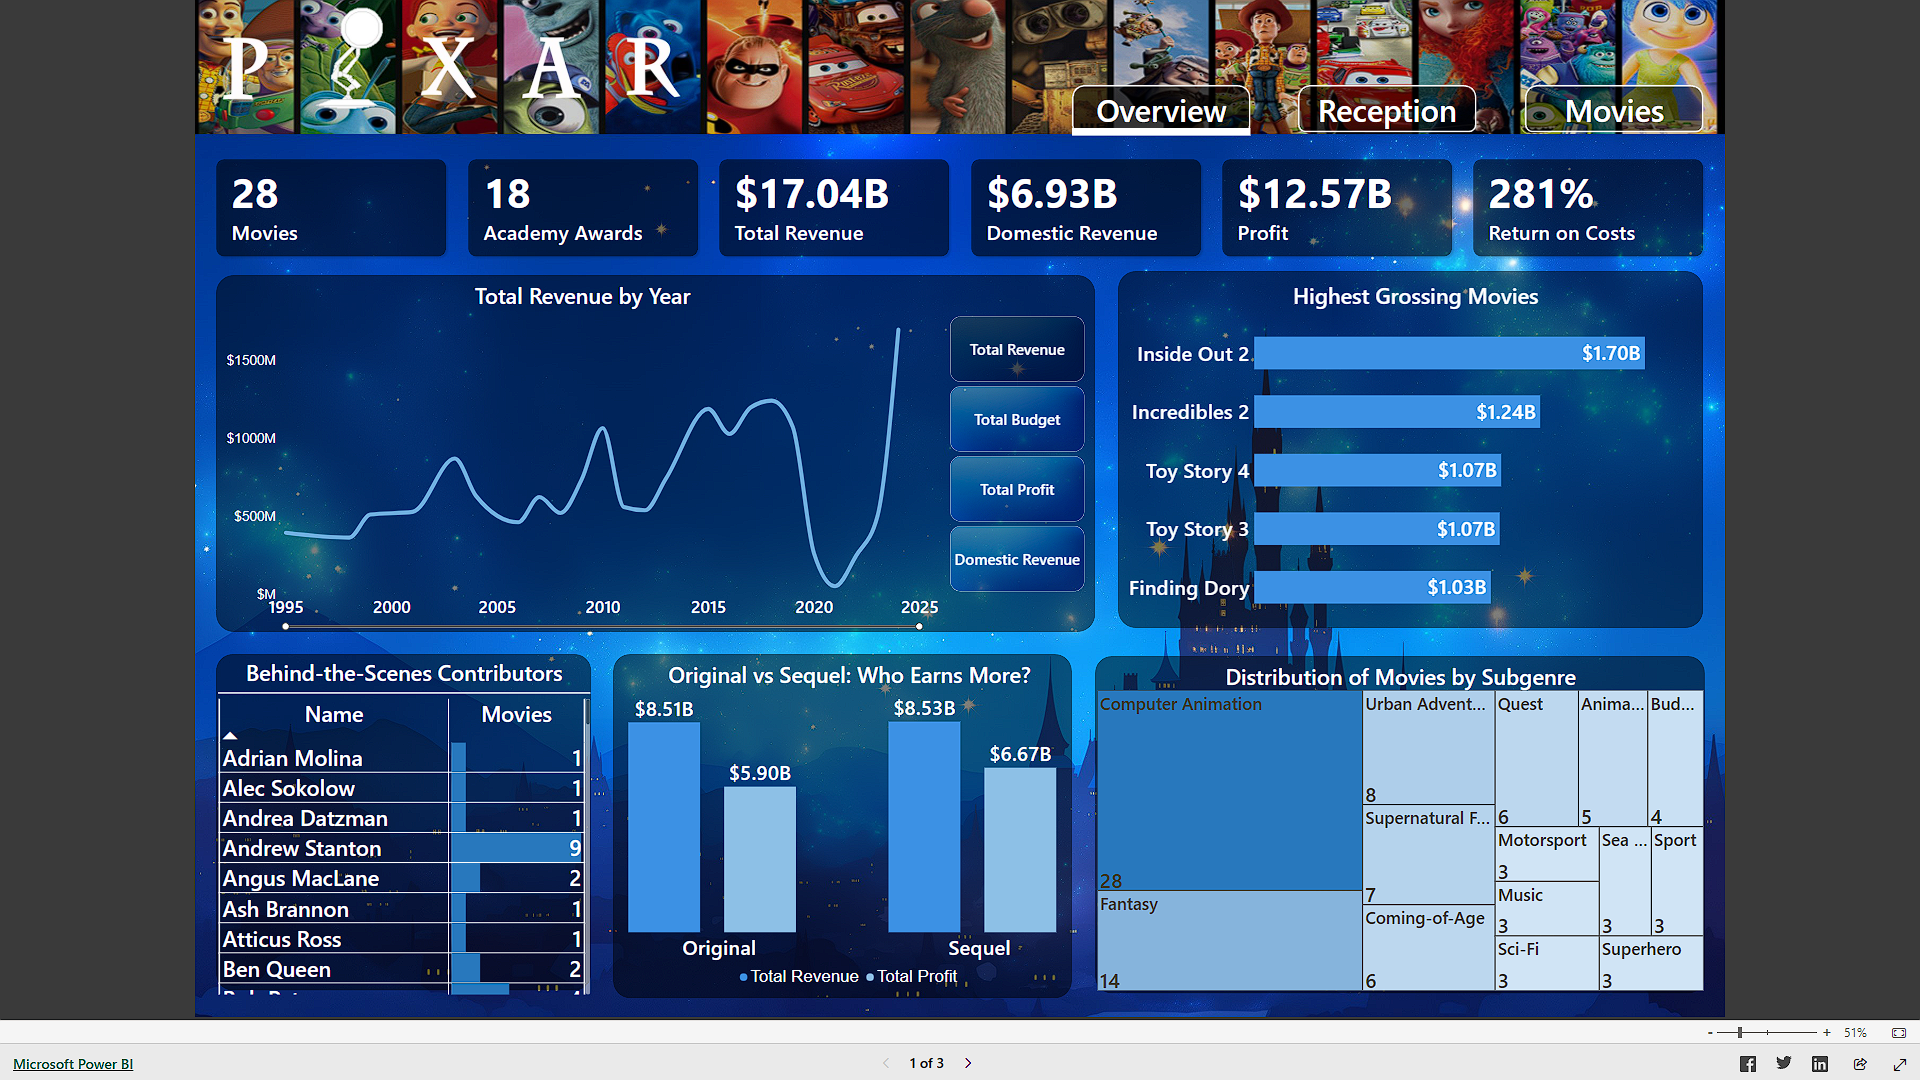 PIXAR
Overview
Reception
Movies
28
Movies
18
Academy Awards
$17.04B
Total Revenue
$6.93B
Domestic Revenue
$12.57B
Profit
281%
Return on Costs
Total Revenue by Year
$1500M
$1000M
$500M
$M
1995 2000 2005 2010 2015 2020 2025
Total Revenue
Total Budget
Total Profit
Domestic Revenue
Highest Grossing Movies
Inside Out 2 $1.70B
Incredibles 2 $1.24B
Toy Story 4 $1.07B
Toy Story 3 $1.07B
Finding Dory $1.03B
Behind-the-Scenes Contributors
Name Movies
Adrian Molina 1
Alec Sokolow 1
Andrea Datzman 1
Andrew Stanton 9
Angus MacLane 2
Ash Brannon 1
Atticus Ross 1
Ben Queen 2
Original vs Sequel: Who Earns More?
$8.51B
$5.90B
$8.53B
$6.67B
Original
Sequel
Total Revenue Total Profit
Distribution of Movies by Subgenre
Computer Animation
28
Fantasy
14
Urban Advent...
8
Supernatural F...
7
Coming-of-Age
6
Quest
6
Anima...
5
Bud...
4
Motorsport
3
Music
3
Sci-Fi
3
Sea ...
3
Sport
3
Superhero
3
- + 51%
Microsoft Power BI
1 of 3